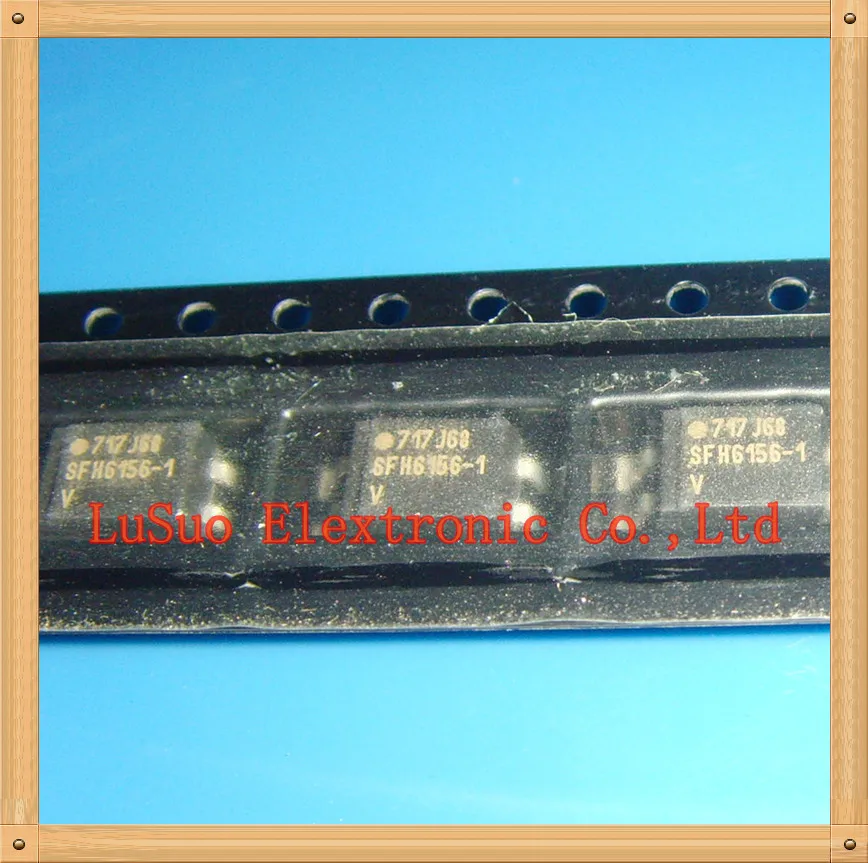 717J68
SFH6156-1
V
717J68
SFH6156-1
V
717J68
SFH6156-1
V
LuSuo Elextronic Co.,Ltd